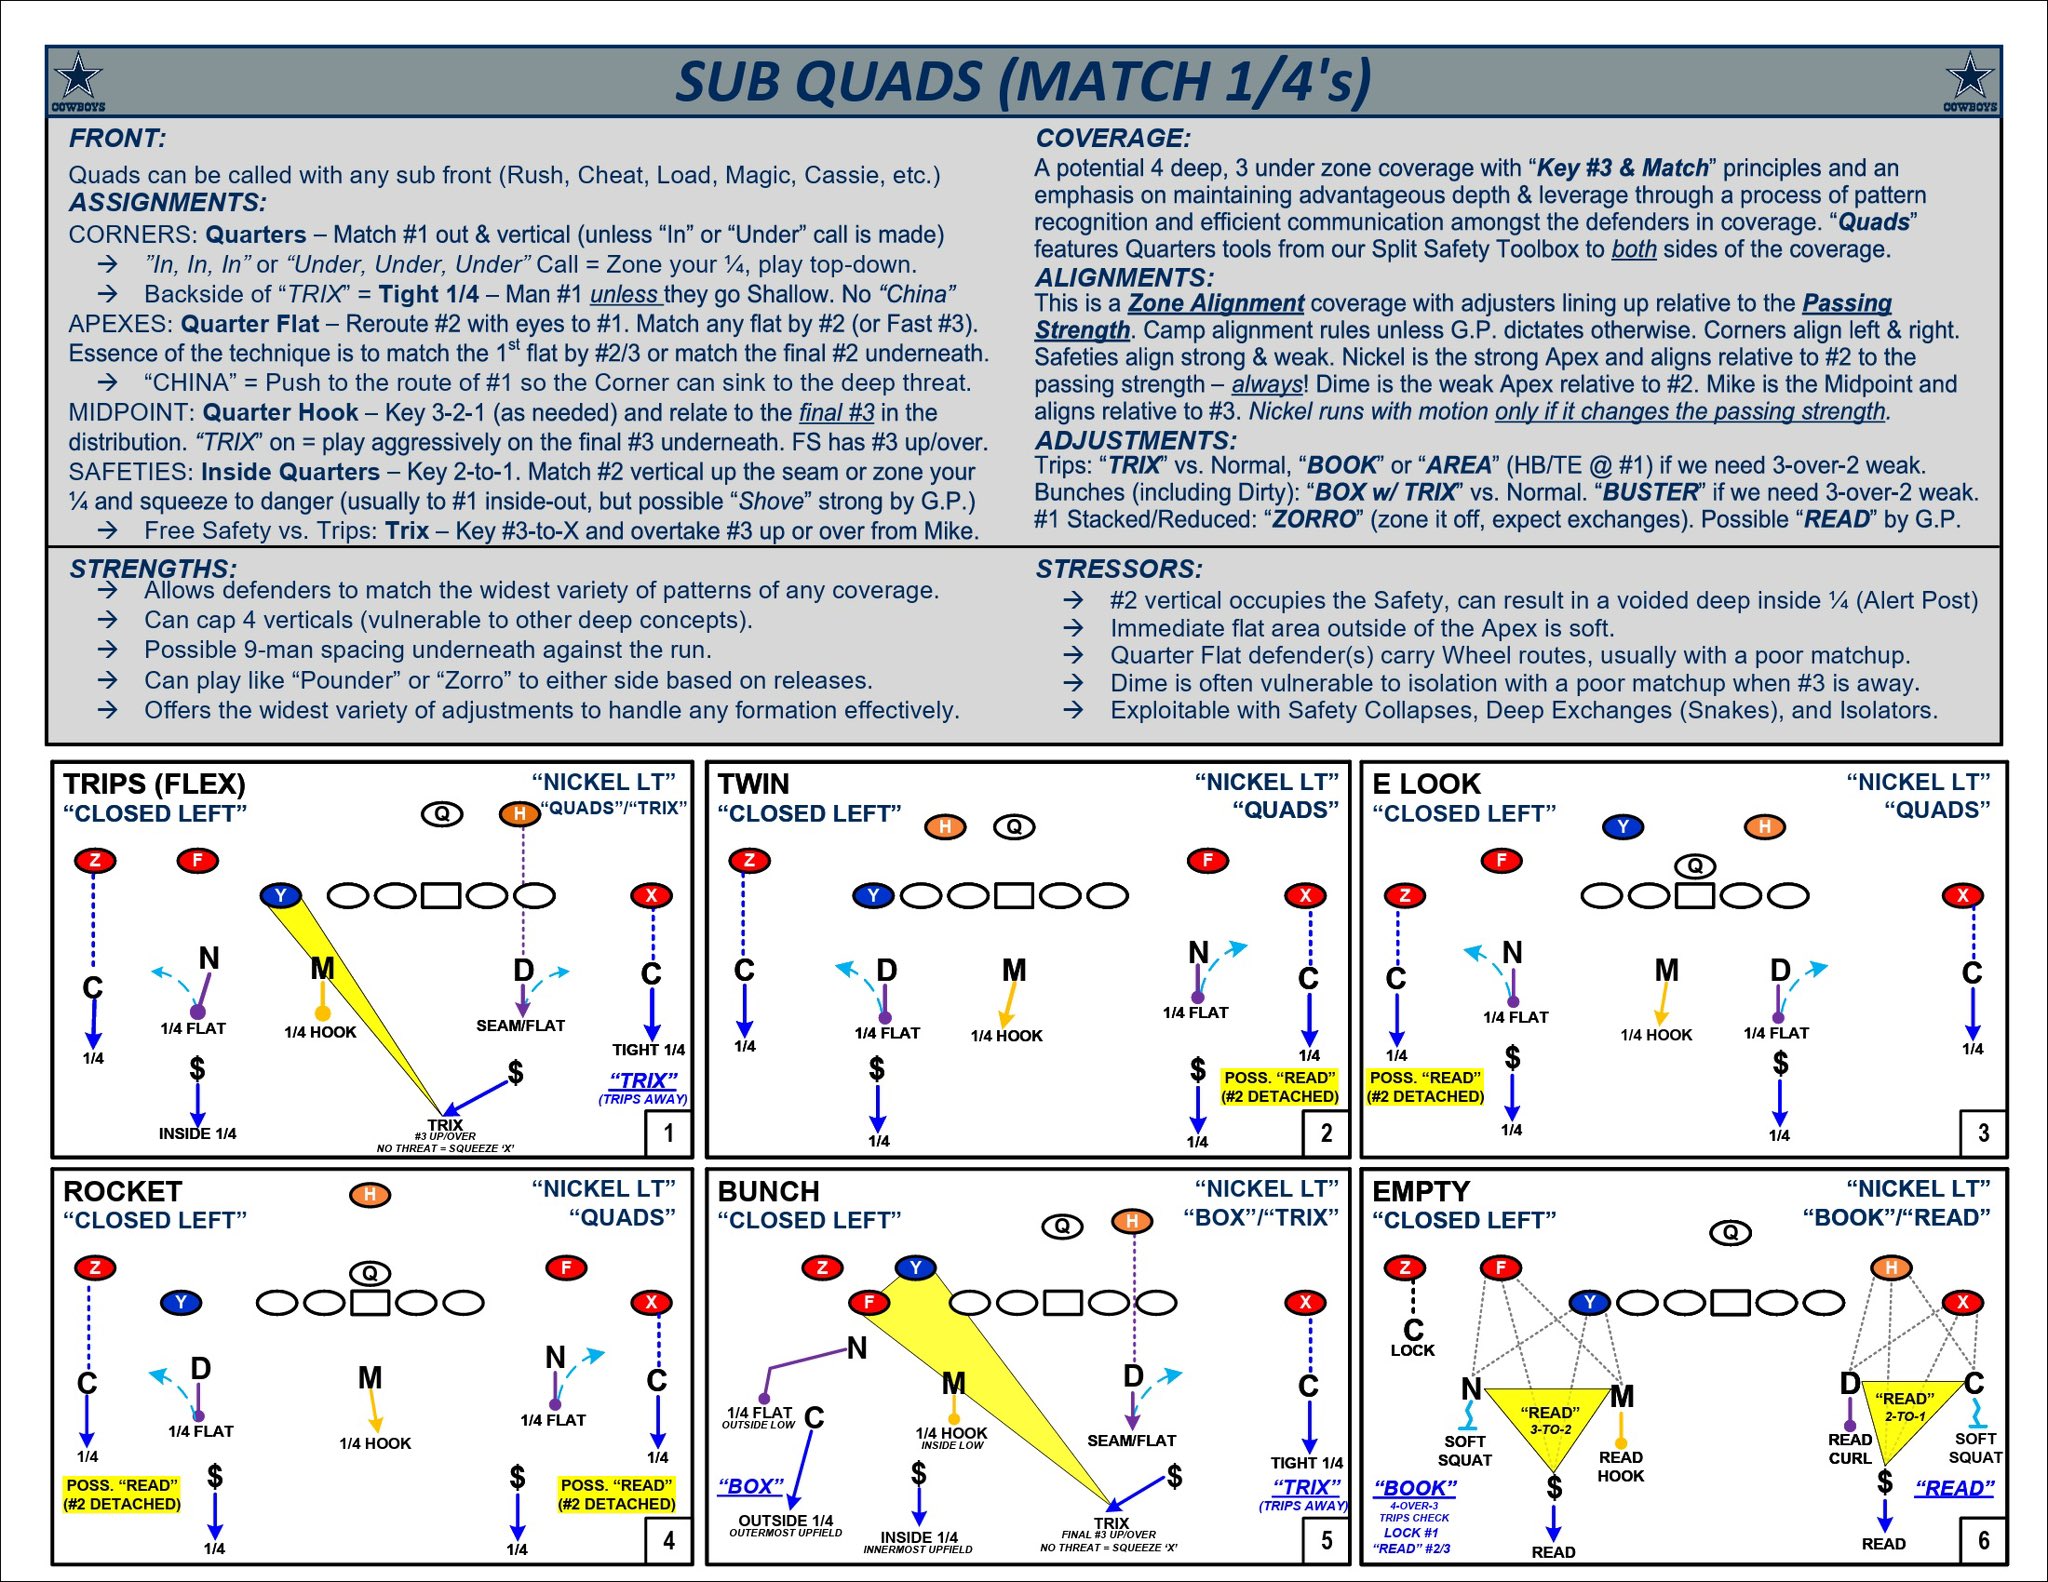 SUB QUADS (MATCH 1/4's)
COWBOYS
COWBOYS
FRONT:
Quads can be called with any sub front (Rush, Cheat, Load, Magic, Cassie, etc.)
ASSIGNMENTS:
CORNERS: Quarters – Match #1 out & vertical (unless “In” or “Under” call is made)
→ ”In, In, In” or “Under, Under, Under” Call = Zone your ¼, play top-down.
→ Backside of “TRIX” = Tight 1/4 – Man #1 unless they go Shallow. No “China”
APEXES: Quarter Flat – Reroute #2 with eyes to #1. Match any flat by #2 (or Fast #3).
Essence of the technique is to match the 1st flat by #2/3 or match the final #2 underneath.
→ “CHINA” = Push to the route of #1 so the Corner can sink to the deep threat.
MIDPOINT: Quarter Hook – Key 3-2-1 (as needed) and relate to the final #3 in the
distribution. “TRIX” on = play aggressively on the final #3 underneath. FS has #3 up/over.
SAFETIES: Inside Quarters – Key 2-to-1. Match #2 vertical up the seam or zone your
¼ and squeeze to danger (usually to #1 inside-out, but possible “Shove” strong by G.P.)
→ Free Safety vs. Trips: Trix – Key #3-to-X and overtake #3 up or over from Mike.
COVERAGE:
A potential 4 deep, 3 under zone coverage with “Key #3 & Match” principles and an
emphasis on maintaining advantageous depth & leverage through a process of pattern
recognition and efficient communication amongst the defenders in coverage. “Quads”
features Quarters tools from our Split Safety Toolbox to both sides of the coverage.
ALIGNMENTS:
This is a Zone Alignment coverage with adjusters lining up relative to the Passing
Strength. Camp alignment rules unless G.P. dictates otherwise. Corners align left & right.
Safeties align strong & weak. Nickel is the strong Apex and aligns relative to #2 to the
passing strength – always! Dime is the weak Apex relative to #2. Mike is the Midpoint and
aligns relative to #3. Nickel runs with motion only if it changes the passing strength.
ADJUSTMENTS:
Trips: “TRIX” vs. Normal, “BOOK” or “AREA” (HB/TE @ #1) if we need 3-over-2 weak.
Bunches (including Dirty): “BOX w/ TRIX” vs. Normal. “BUSTER” if we need 3-over-2 weak.
#1 Stacked/Reduced: “ZORRO” (zone it off, expect exchanges). Possible “READ” by G.P.
STRENGTHS:
→ Allows defenders to match the widest variety of patterns of any coverage.
→ Can cap 4 verticals (vulnerable to other deep concepts).
→ Possible 9-man spacing underneath against the run.
→ Can play like “Pounder” or “Zorro” to either side based on releases.
→ Offers the widest variety of adjustments to handle any formation effectively.
STRESSORS:
→ #2 vertical occupies the Safety, can result in a voided deep inside ¼ (Alert Post)
→ Immediate flat area outside of the Apex is soft.
→ Quarter Flat defender(s) carry Wheel routes, usually with a poor matchup.
→ Dime is often vulnerable to isolation with a poor matchup when #3 is away.
→ Exploitable with Safety Collapses, Deep Exchanges (Snakes), and Isolators.
TRIPS (FLEX) “NICKEL LT”
“CLOSED LEFT” “QUADS”/“TRIX”
Q H
Z F
Y X
N M D C
C
1/4 FLAT 1/4 HOOK SEAM/FLAT
1/4 TIGHT 1/4
$ $
“TRIX”
(TRIPS AWAY)
INSIDE 1/4 TRIX
#3 UP/OVER
NO THREAT = SQUEEZE ‘X’
1
TWIN “NICKEL LT”
“CLOSED LEFT” “QUADS”
H Q
Z F
Y X
C D M N C
1/4 FLAT 1/4 HOOK 1/4 FLAT
1/4 1/4
$ $
POSS. “READ”
(#2 DETACHED)
1/4 1/4
2
E LOOK “NICKEL LT”
“CLOSED LEFT” “QUADS”
Y H
F Q
Z X
C N M D C
1/4 FLAT 1/4 HOOK 1/4 FLAT
1/4 1/4
$ $
POSS. “READ”
(#2 DETACHED)
1/4 1/4
3
ROCKET “NICKEL LT”
“CLOSED LEFT” “QUADS”
H
Z Q F
Y X
C D M N C
1/4 FLAT 1/4 HOOK 1/4 FLAT
1/4 1/4
$ $
POSS. “READ”
(#2 DETACHED)
POSS. “READ”
(#2 DETACHED)
1/4 1/4
4
BUNCH “NICKEL LT”
“CLOSED LEFT” “BOX”/“TRIX”
Q H
Z Y
F X
N
M D C
1/4 FLAT
OUTSIDE LOW
C
1/4 HOOK
INSIDE LOW
SEAM/FLAT
TIGHT 1/4
$ $
“BOX”
“TRIX”
(TRIPS AWAY)
OUTSIDE 1/4
OUTERMOST UPFIELD
INSIDE 1/4
INNERMOST UPFIELD
TRIX
FINAL #3 UP/OVER
NO THREAT = SQUEEZE ‘X’
5
EMPTY “NICKEL LT”
“CLOSED LEFT” “BOOK”/“READ”
Q
Z F H
Y X
C
LOCK
N M D C
“READ”
3-TO-2
“READ”
2-TO-1
SOFT
SQUAT
READ
HOOK
READ
CURL
SOFT
SQUAT
$ $
“BOOK”
4-OVER-3
TRIPS CHECK
LOCK #1
“READ” #2/3
“READ”
READ READ
6